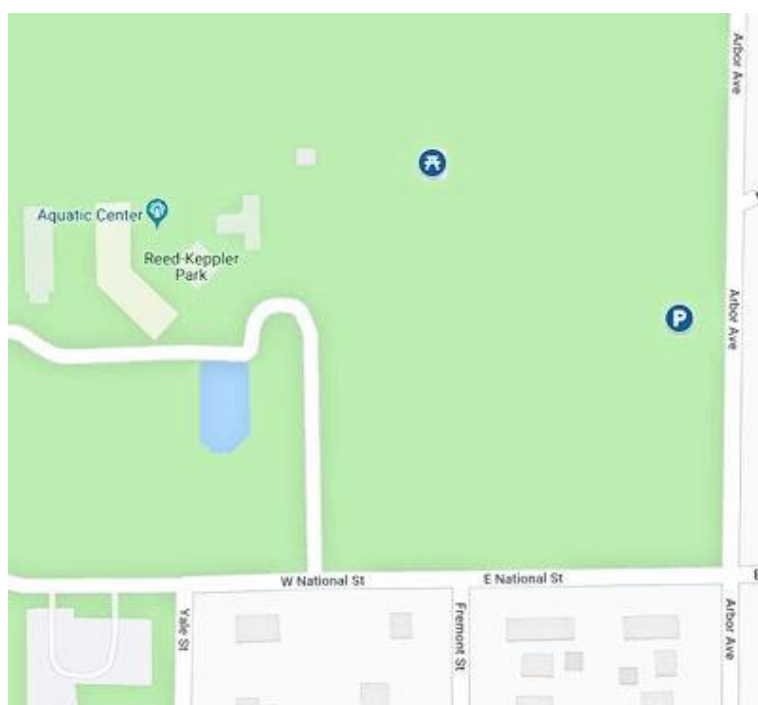 Arbor Ave
Aquatic Center
Reed-Keppler
Park
P
Arbor Ave
W National St
E National St
Yale St
Fremont St
Arbor Ave